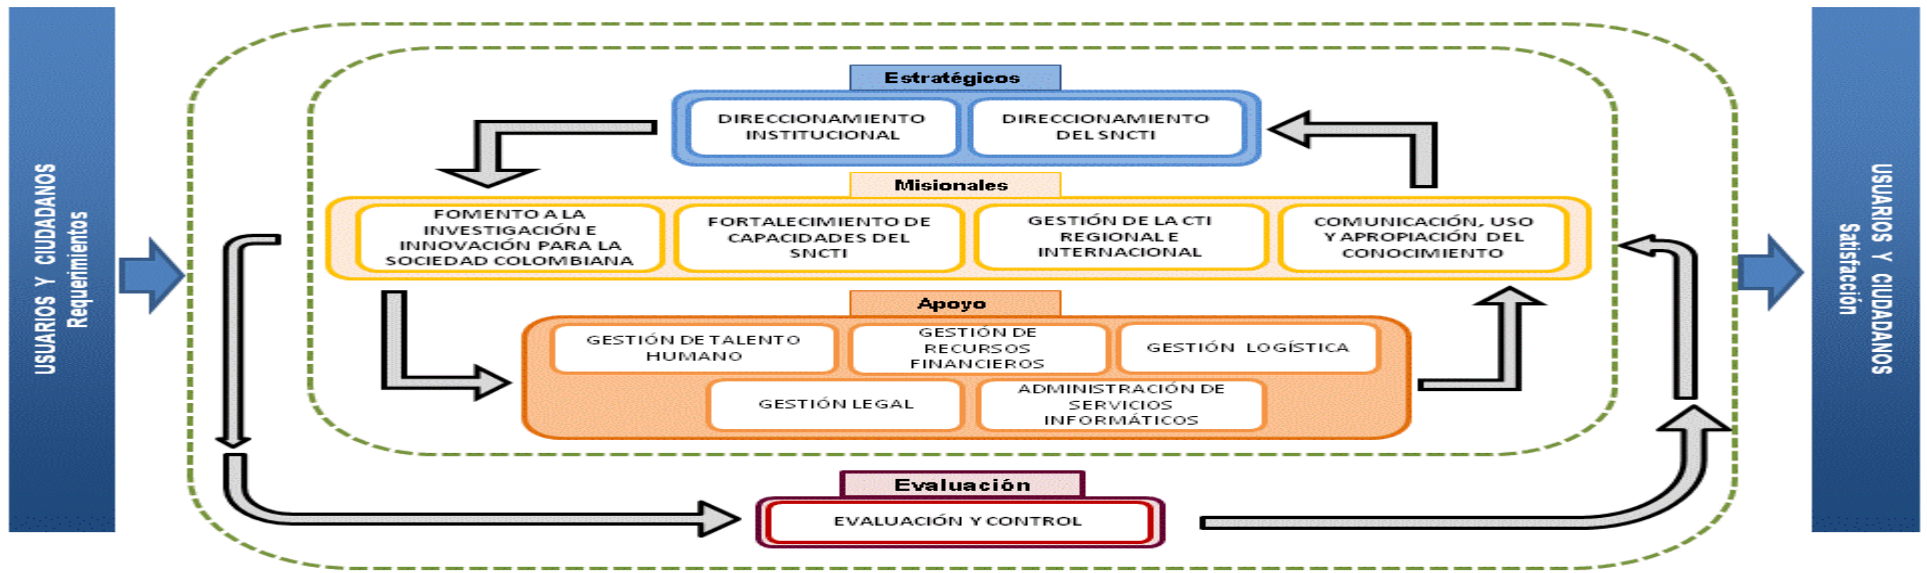 USUARIOS Y CIUDADANOS
Requerimientos
Estratégicos
DIRECCIONAMIENTO
INSTITUCIONAL
DIRECCIONAMIENTO
DEL SNCTI
Misionales
FOMENTO A LA
INVESTIGACIÓN E
INNOVACIÓN PARA LA
SOCIEDAD COLOMBIANA
FORTALECIMIENTO DE
CAPACIDADES DEL
SNCTI
GESTIÓN DE LA CTI
REGIONAL E
INTERNACIONAL
COMUNICACIÓN, USO
Y APROPIACIÓN DEL
CONOCIMIENTO
Apoyo
GESTIÓN DE TALENTO
HUMANO
GESTIÓN DE
RECURSOS
FINANCIEROS
GESTIÓN LOGÍSTICA
GESTIÓN LEGAL
ADMINISTRACIÓN DE
SERVICIOS
INFORMÁTICOS
Evaluación
EVALUACIÓN Y CONTROL
USUARIOS Y CIUDADANOS
Satisfacción